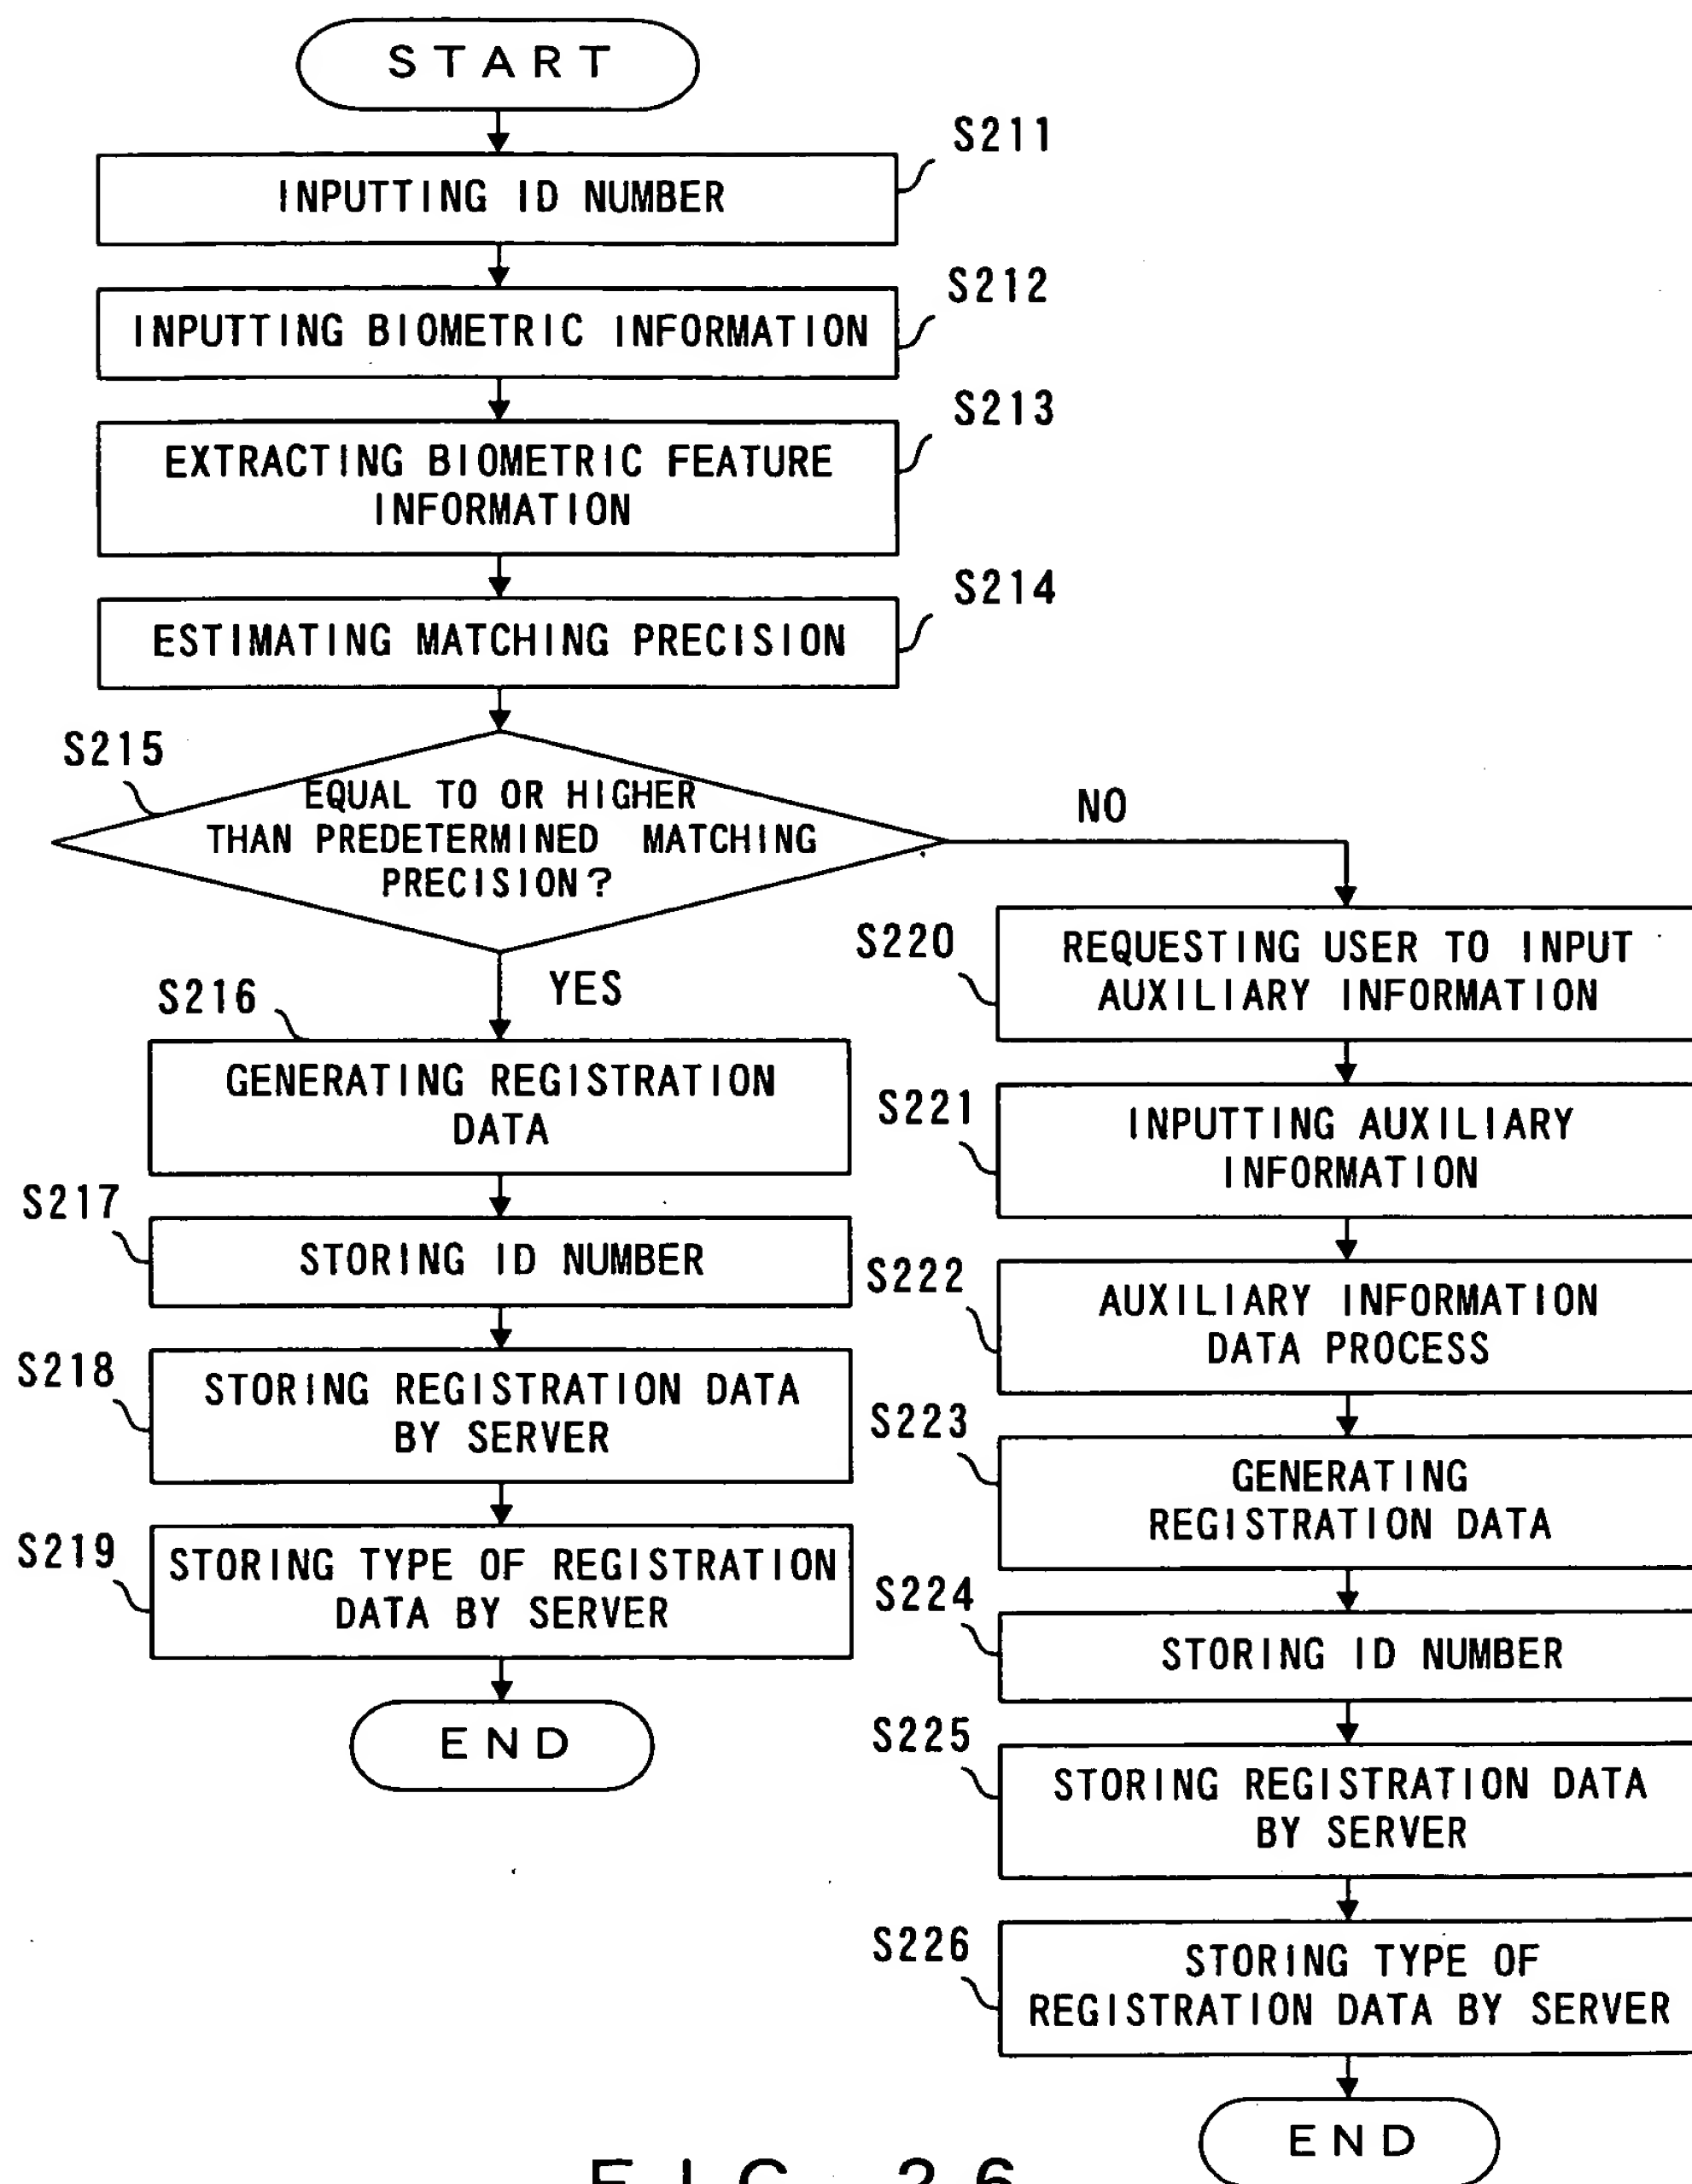 START
S211
INPUTTING ID NUMBER
S212
INPUTTING BIOMETRIC INFORMATION
S213
EXTRACTING BIOMETRIC FEATURE
INFORMATION
S214
ESTIMATING MATCHING PRECISION
S215
EQUAL TO OR HIGHER
THAN PREDETERMINED MATCHING
PRECISION?
NO
YES
S216
GENERATING REGISTRATION
DATA
S217
STORING ID NUMBER
S218
STORING REGISTRATION DATA
BY SERVER
S219
STORING TYPE OF REGISTRATION
DATA BY SERVER
END
S220
REQUESTING USER TO INPUT
AUXILIARY INFORMATION
S221
INPUTTING AUXILIARY
INFORMATION
S222
AUXILIARY INFORMATION
DATA PROCESS
S223
GENERATING
REGISTRATION DATA
S224
STORING ID NUMBER
S225
STORING REGISTRATION DATA
BY SERVER
S226
STORING TYPE OF
REGISTRATION DATA BY SERVER
END
FIG. 26